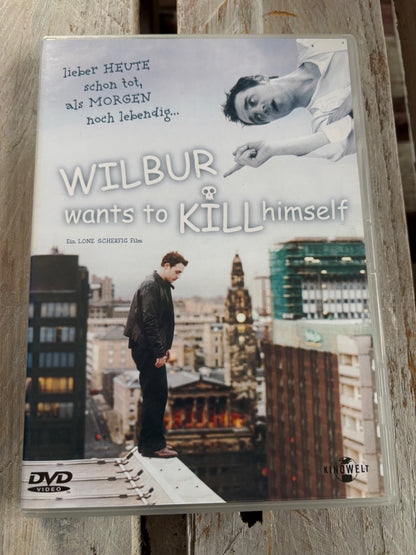 lieber HEUTE
schon tot,
als MORGEN
noch lebendig...
WILBUR
wants to KILL himself
Ein LONE SCHERFIG Film
DVD
VIDEO
KINOWELT